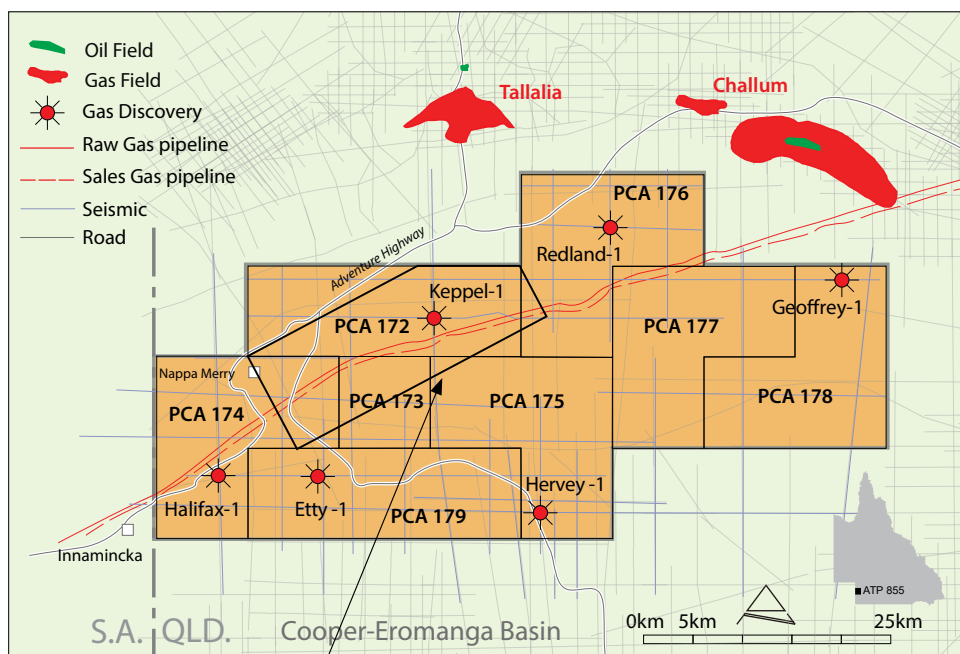 Oil Field
Gas Field
Gas Discovery
Raw Gas pipeline
Sales Gas pipeline
Seismic
Road
Tallalia
Challum
Adventure Highway
PCA 176
Redland-1
Keppel-1
Geoffrey-1
PCA 172
PCA 177
Nappa Merry
PCA 174
PCA 173
PCA 175
PCA 178
Halifax-1
Etty -1
Hervey -1
PCA 179
Innamincka
ATP 855
S.A.
QLD.
Cooper-Eromanga Basin
0km
5km
25km